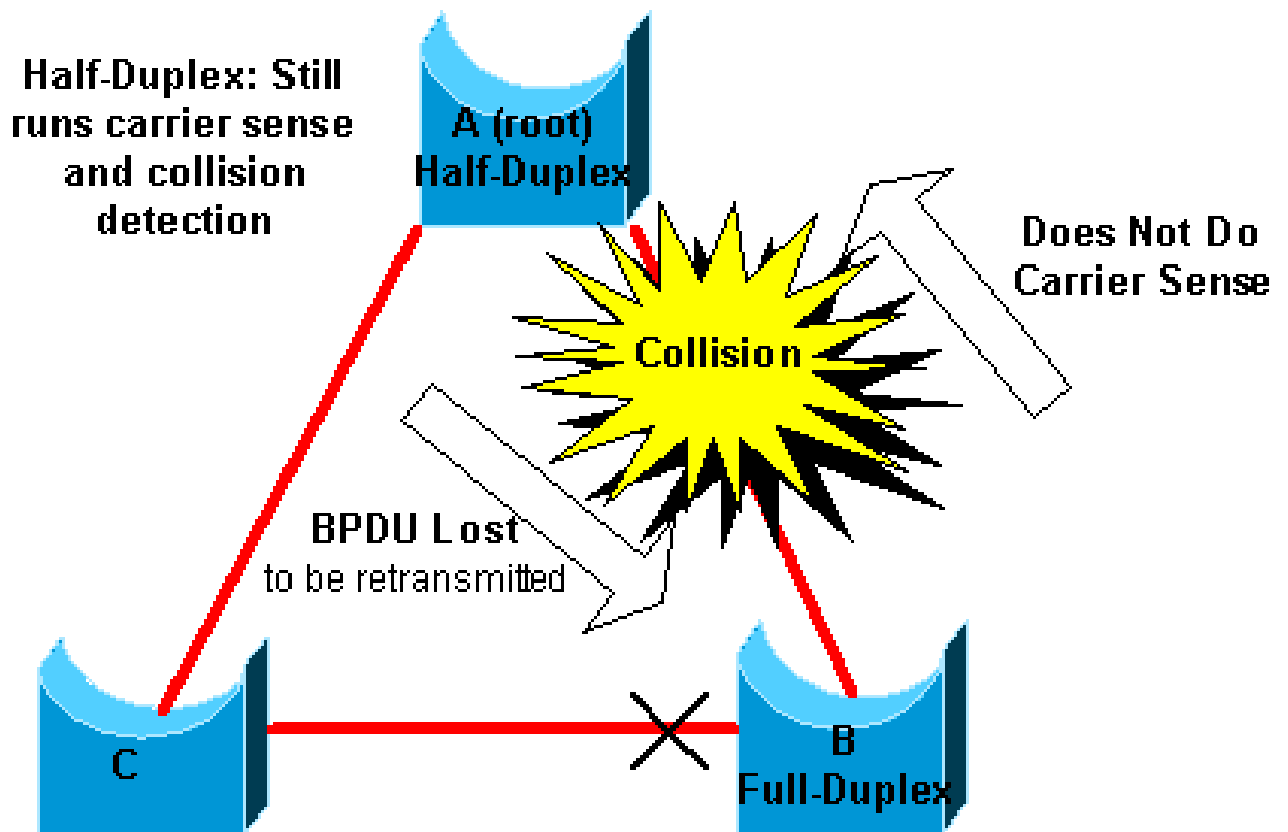 Half-Duplex: Still
runs carrier sense
and collision
detection
A (root)
Half-Duplex
Does Not Do
Carrier Sense
Collision
BPDU Lost
to be retransmitted
C
B
Full-Duplex